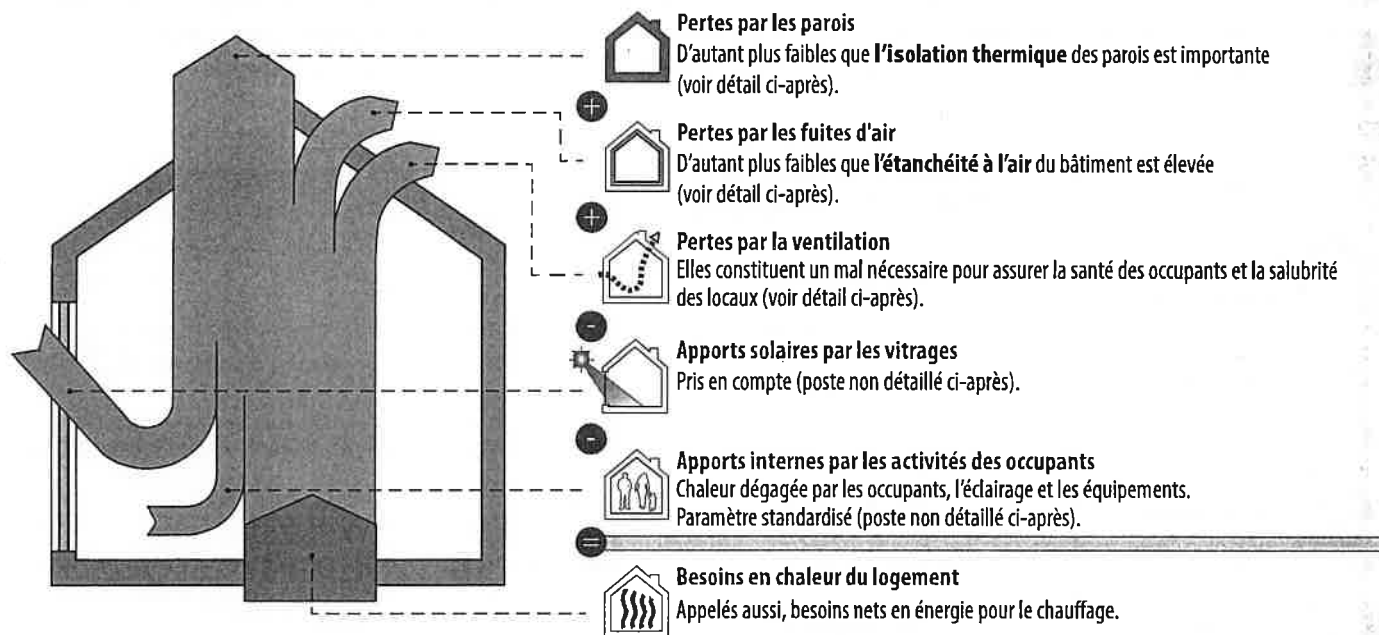 Pertes par les parois
D'autant plus faibles que l'isolation thermique des parois est importante
(voir détail ci-après).
+
Pertes par les fuites d'air
D'autant plus faibles que l'étanchéité à l'air du bâtiment est élevée
(voir détail ci-après).
+
Pertes par la ventilation
Elles constituent un mal nécessaire pour assurer la santé des occupants et la salubrité
des locaux (voir détail ci-après).
-
Apports solaires par les vitrages
Pris en compte (poste non détaillé ci-après).
-
Apports internes par les activités des occupants
Chaleur dégagée par les occupants, l'éclairage et les équipements.
Paramètre standardisé (poste non détaillé ci-après).
=
Besoins en chaleur du logement
Appelés aussi, besoins nets en énergie pour le chauffage.